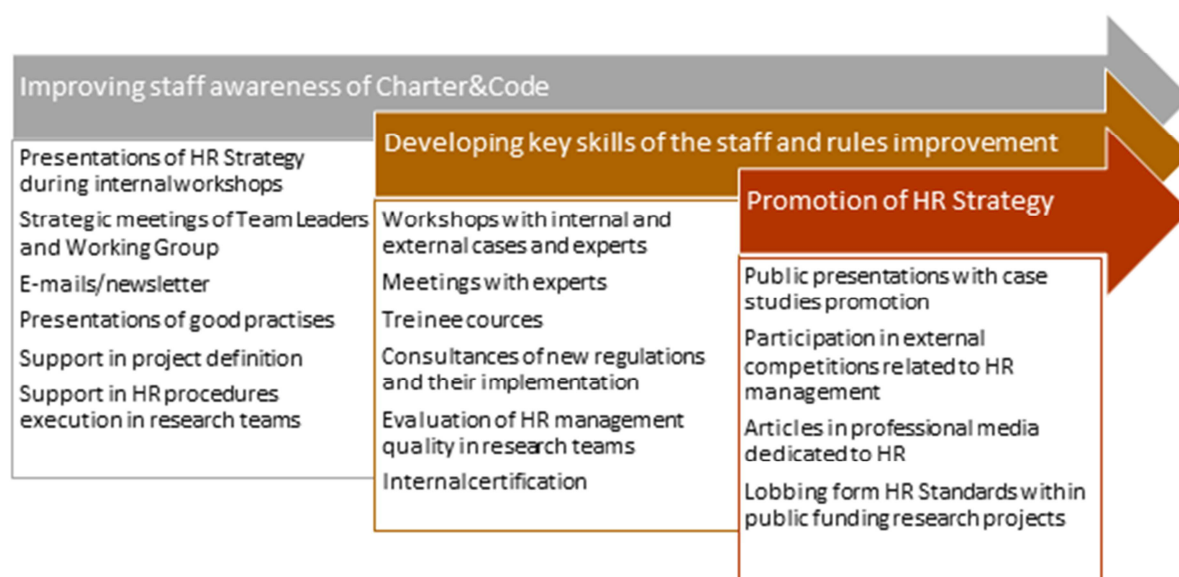 Improving staff awareness of Charter&Code
Presentations of HR Strategy
during internal workshops
Strategic meetings of Team Leaders
and Working Group
E-mails/newsletter
Presentations of good practises
Support in project definition
Support in HR procedures
execution in research teams
Developing key skills of the staff and rules improvement
Workshops with internal and
external cases and experts
Meetings with experts
Treinee cources
Consultances of new regulations
and their implementation
Evaluation of HR management
quality in research teams
Internal certification
Promotion of HR Strategy
Public presentations with case
studies promotion
Participation in external
competitions related to HR
management
Articles in professional media
dedicated to HR
Lobbing form HR Standards within
public funding research projects